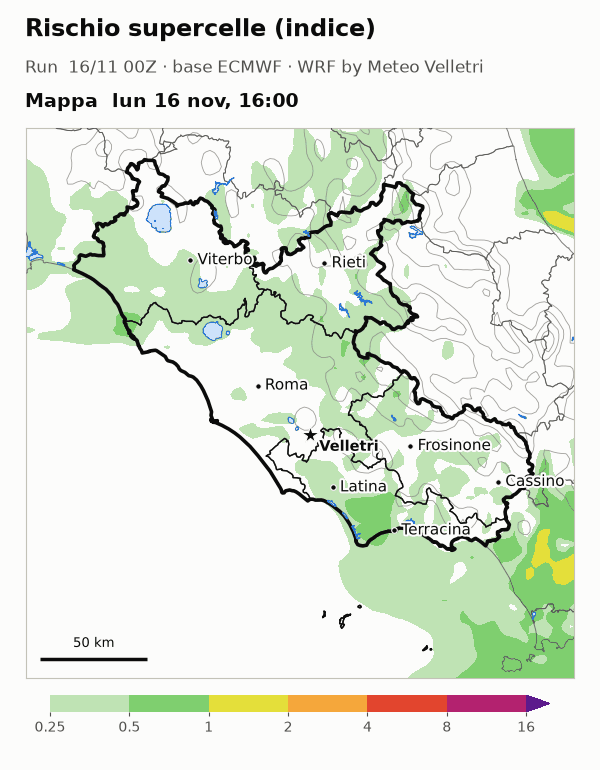 Rischio supercelle (indice)
Run 16/11 00Z · base ECMWF · WRF by Meteo Velletri
Mappa lun 16 nov, 16:00
Viterbo
Rieti
Roma
Velletri
Frosinone
Cassino
Latina
Terracina
50 km
0.25 0.5 1 2 4 8 16